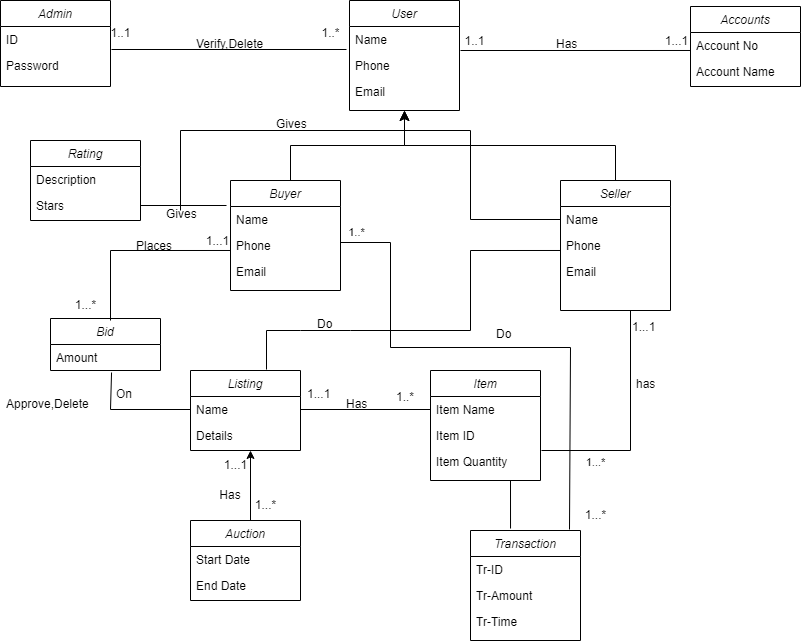 Admin
ID
Password
1..1
Verify,Delete
1..*
User
Name
Phone
Email
1..1
Has
1...1
Accounts
Account No
Account Name
Gives
Rating
Description
Stars
Gives
Buyer
Name
Phone
Email
Seller
Name
Phone
Email
Places
1...1
1..*
1...*
Bid
Amount
Do
Do
1...1
has
Approve,Delete
On
Listing
Name
Details
1...1
Has
1..*
Item
Item Name
Item ID
Item Quantity
1...*
1...1
Has
1...*
Auction
Start Date
End Date
1...*
Transaction
Tr-ID
Tr-Amount
Tr-Time